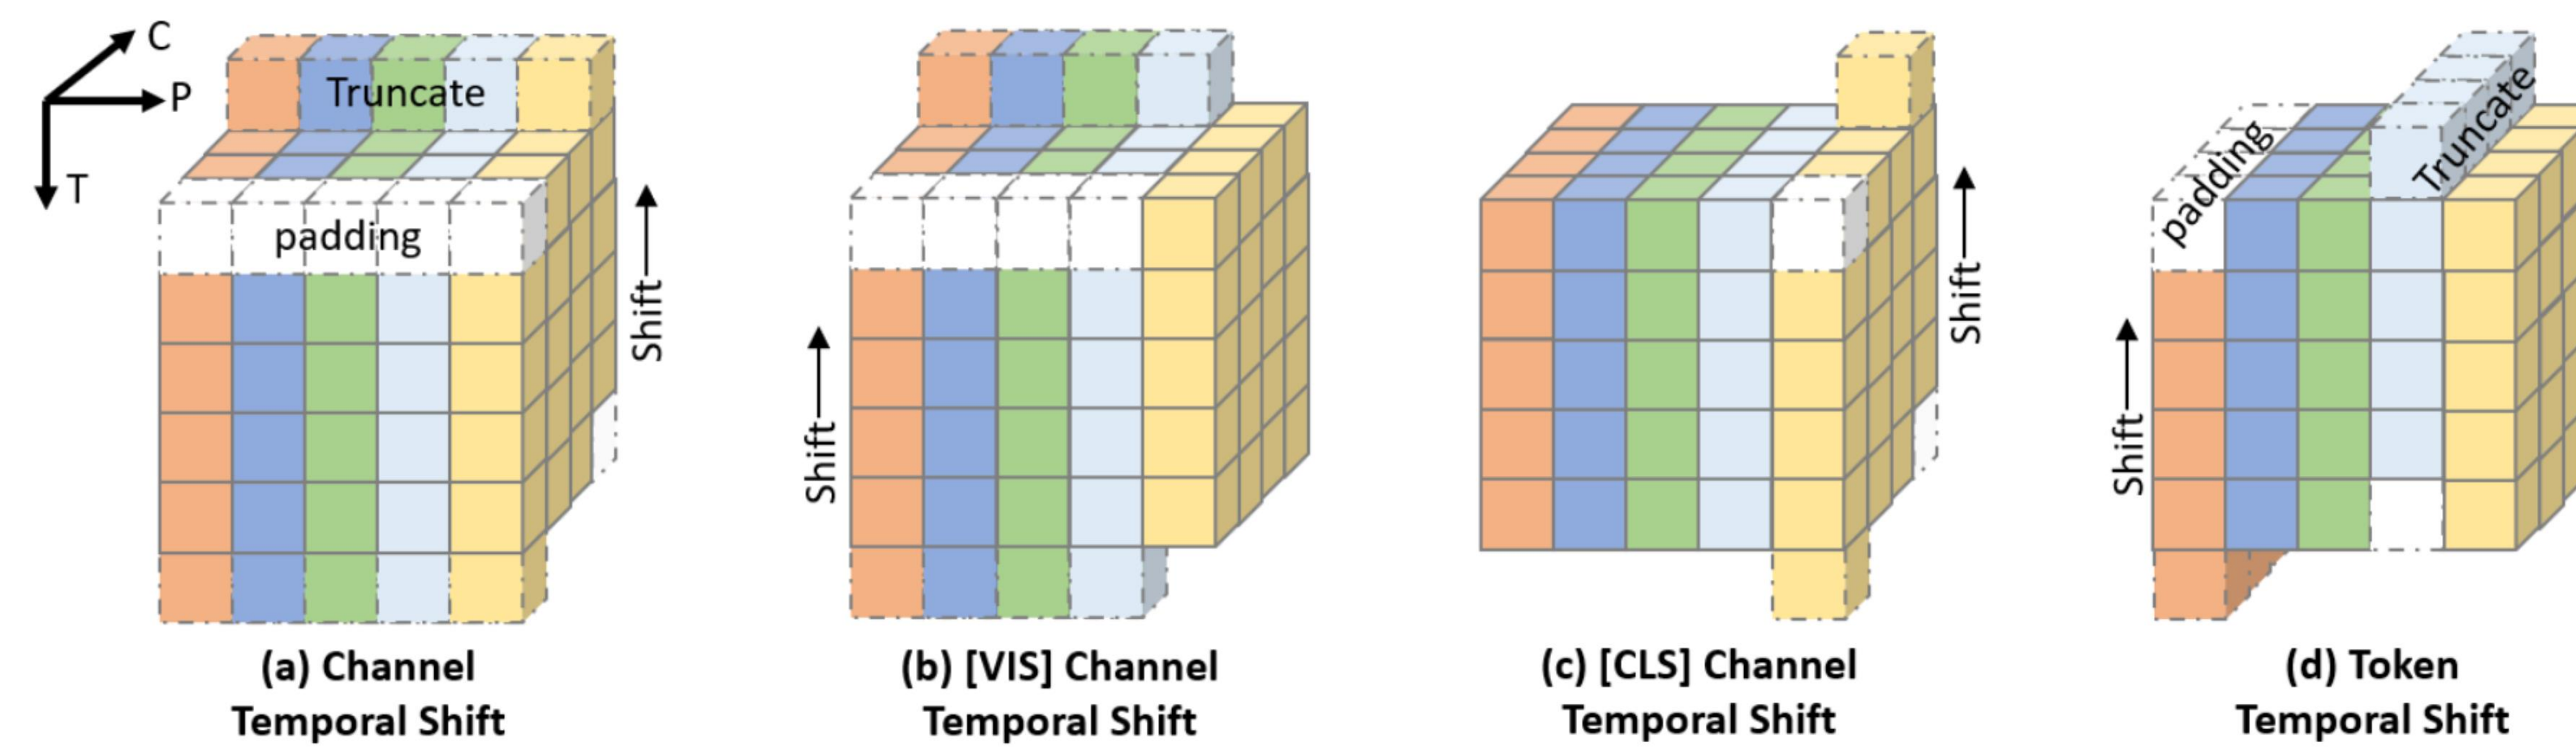 C
P
T
Truncate
padding
Shift
(a) Channel
Temporal Shift
Shift
(b) [VIS] Channel
Temporal Shift
Shift
(c) [CLS] Channel
Temporal Shift
padding
Truncate
Shift
(d) Token
Temporal Shift